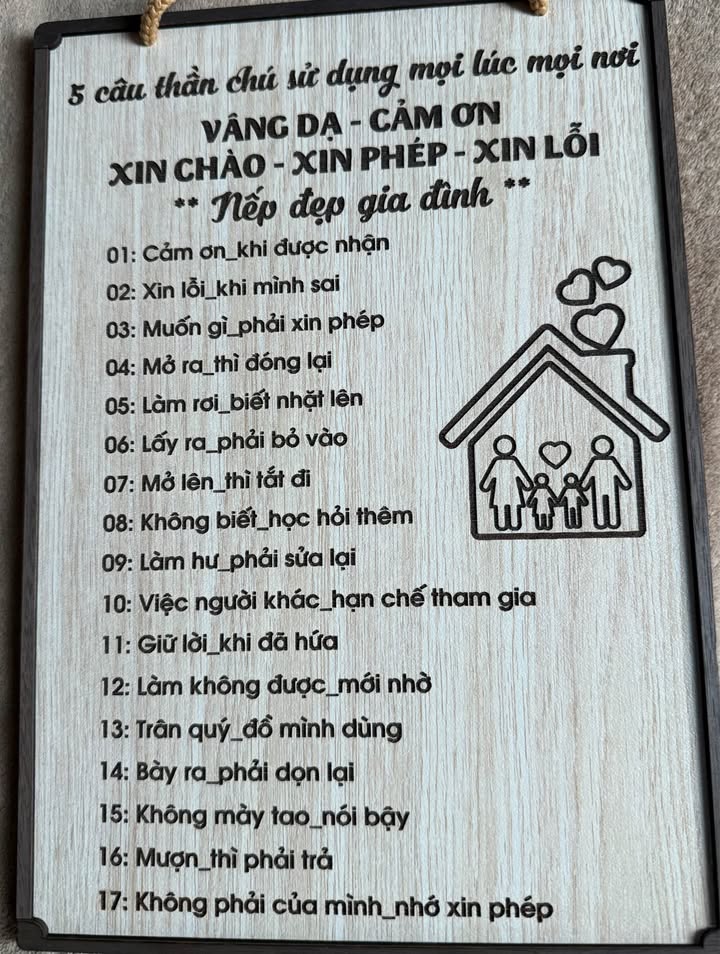 5 câu thần chú sử dụng mọi lúc mọi nơi
VÂNG DẠ - CẢM ƠN
XIN CHÀO - XIN PHÉP - XIN LỖI
** Nếp đẹp gia đình **
01: Cảm ơn_khi được nhận
02: Xin lỗi_khi mình sai
03: Muốn gì_phải xin phép
04: Mở ra_thì đóng lại
05: Làm rơi_biết nhặt lên
06: Lấy ra_phải bỏ vào
07: Mở lên_thì tắt đi
08: Không biết_học hỏi thêm
09: Làm hư_phải sửa lại
10: Việc người khác_hạn chế tham gia
11: Giữ lời_khi đã hứa
12: Làm không được_mới nhờ
13: Trân quý_đồ mình dùng
14: Bày ra_phải dọn lại
15: Không mày tao_nói bậy
16: Mượn_thì phải trả
17: Không phải của mình_nhớ xin phép